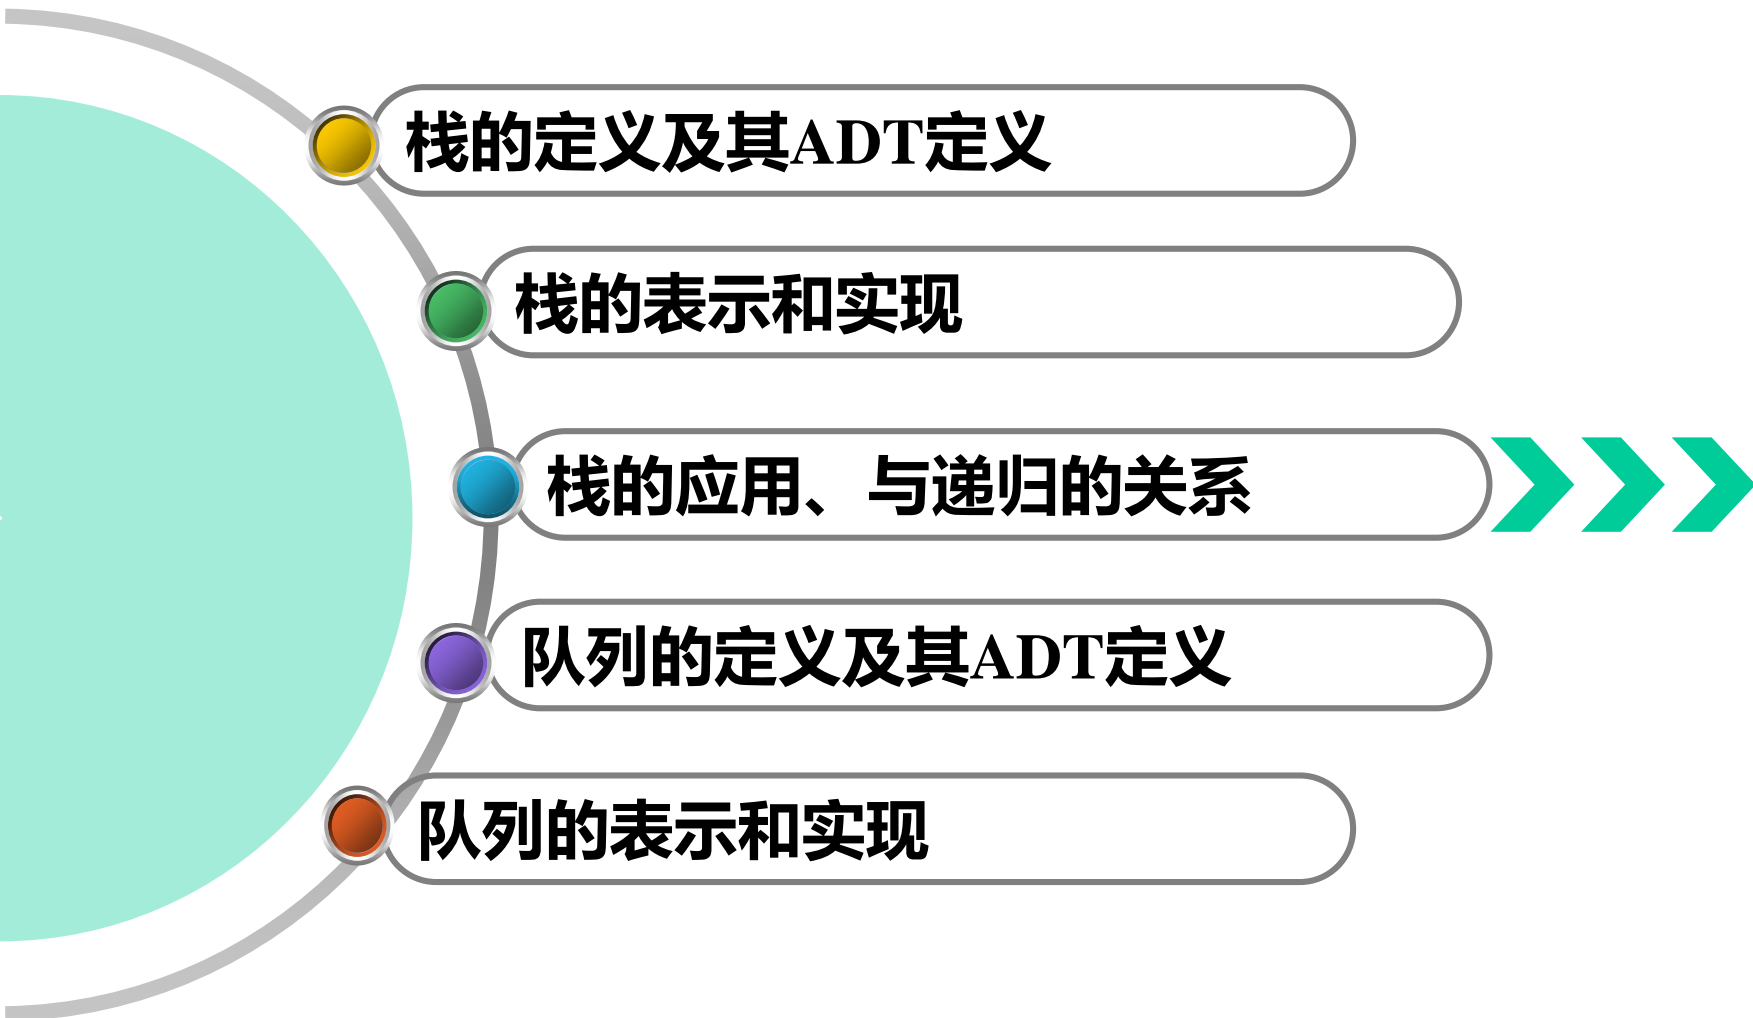 栈的定义及其ADT定义
栈的表示和实现
栈的应用、与递归的关系
队列的定义及其ADT定义
队列的表示和实现